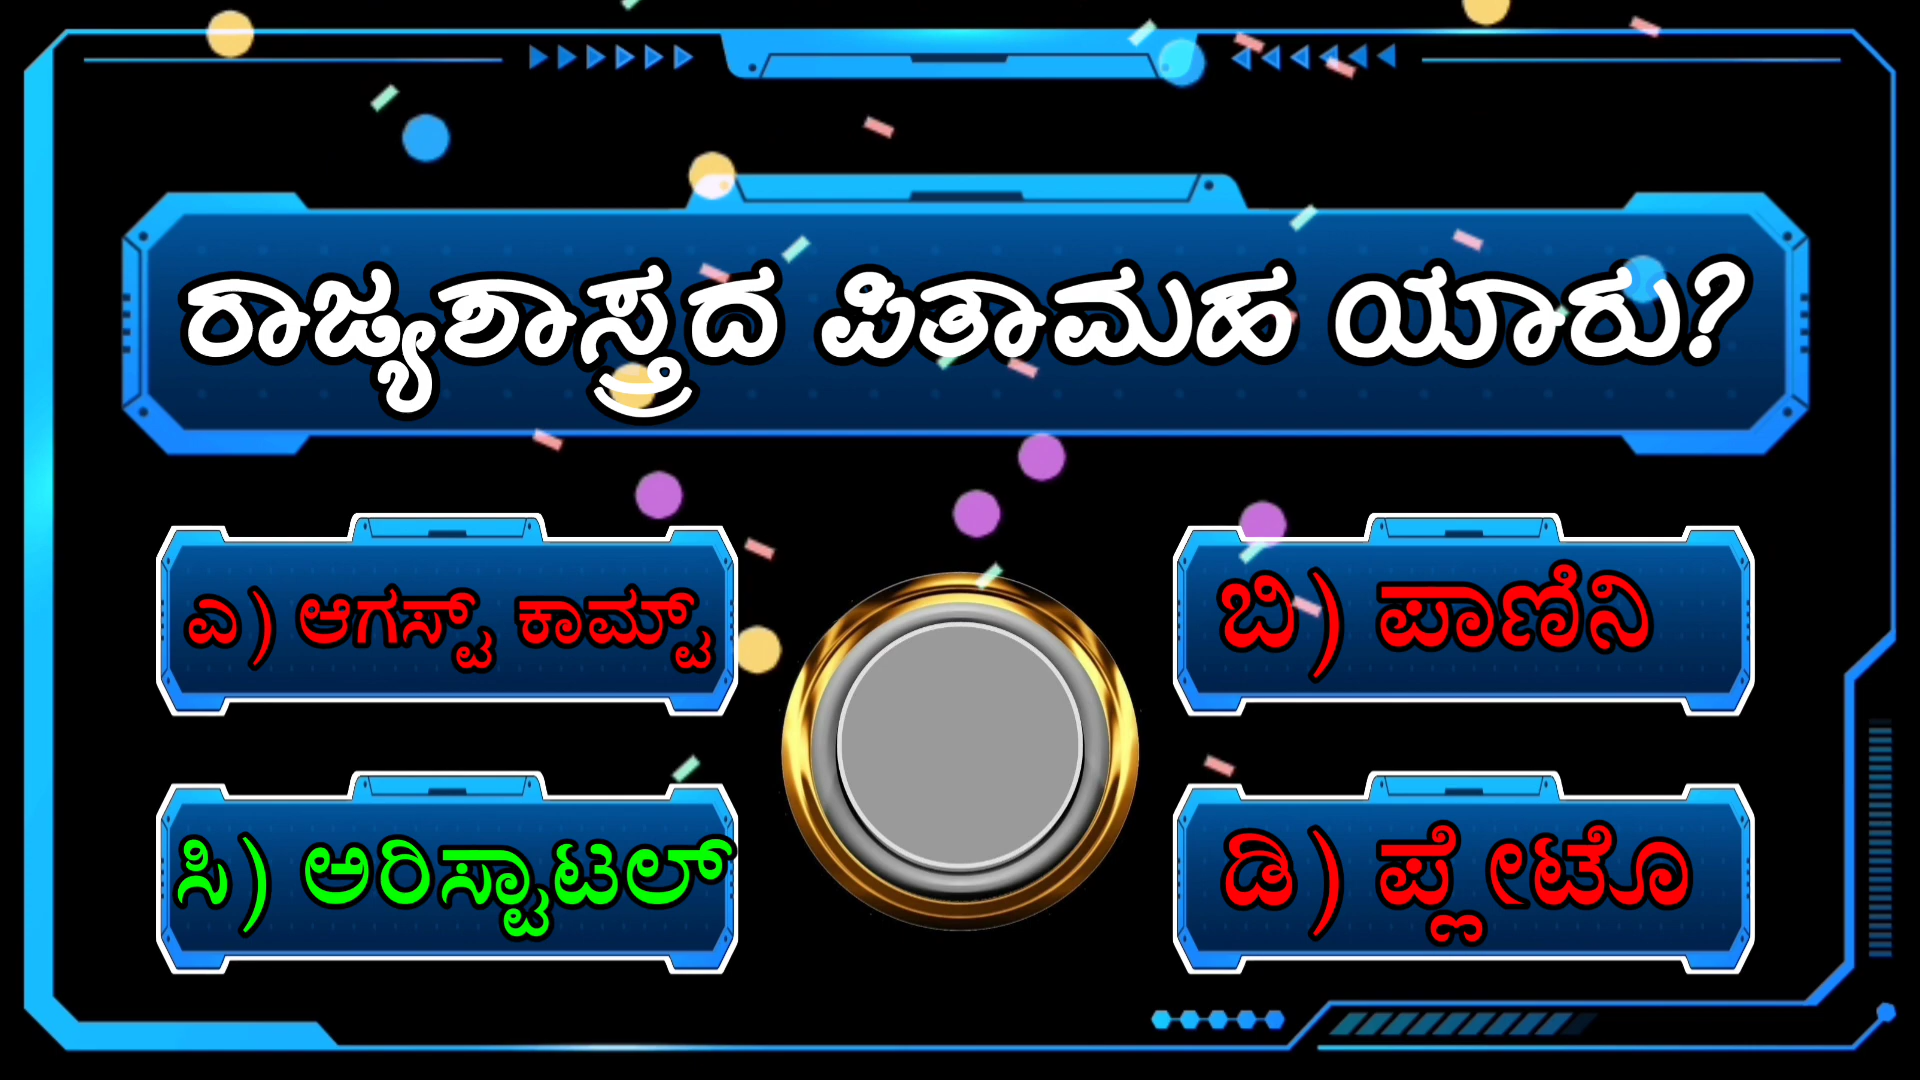 ರಾಜ್ಯಶಾಸ್ತ್ರದ ಪಿತಾಮಹ ಯಾರು?
ಎ) ಆಗಸ್ಟ್ ಕಾಮ್ಟ್
ಬಿ) ಪಾಣಿನಿ
ಸಿ) ಅರಿಸ್ಟಾಟಲ್
ಡಿ) ಪ್ಲೇಟೊ